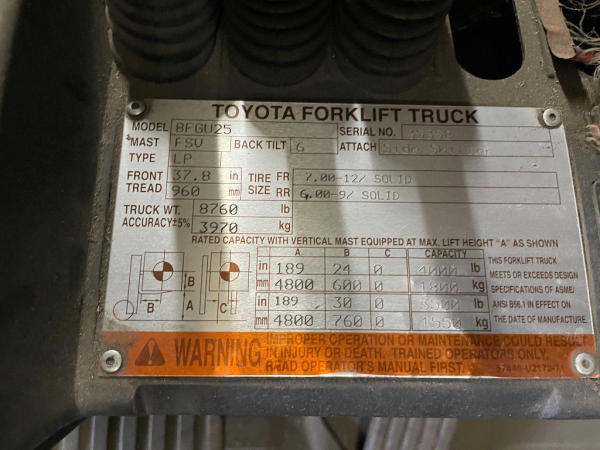 TOYOTA FORKLIFT TRUCK
MODEL 8FGU25 SERIAL NO.
MAST FSV BACK TILT 6 ATTACH Side Shifter
TYPE LP
FRONT TREAD 37.8 in 960 mm
TIRE SIZE FR 7.00-12/ SOLID
RR 6.00-9/ SOLID
TRUCK WT. 8760 lb
ACCURACY±5% 3970 kg
RATED CAPACITY WITH VERTICAL MAST EQUIPPED AT MAX. LIFT HEIGHT "A" AS SHOWN
A B C CAPACITY
in 189 24 0 4000 lb
mm 4800 600 0 1800 kg
in 189 30 0 3500 lb
mm 4800 760 0 1550 kg
B A B C
THIS FORKLIFT TRUCK
MEETS OR EXCEEDS DESIGN
SPECIFICATIONS OF ASME/
ANSI B56.1 IN EFFECT ON
THE DATE OF MANUFACTURE.
WARNING
IMPROPER OPERATION OR MAINTENANCE COULD RESULT
IN INJURY OR DEATH. TRAINED OPERATORS ONLY.
READ OPERATOR'S MANUAL FIRST.